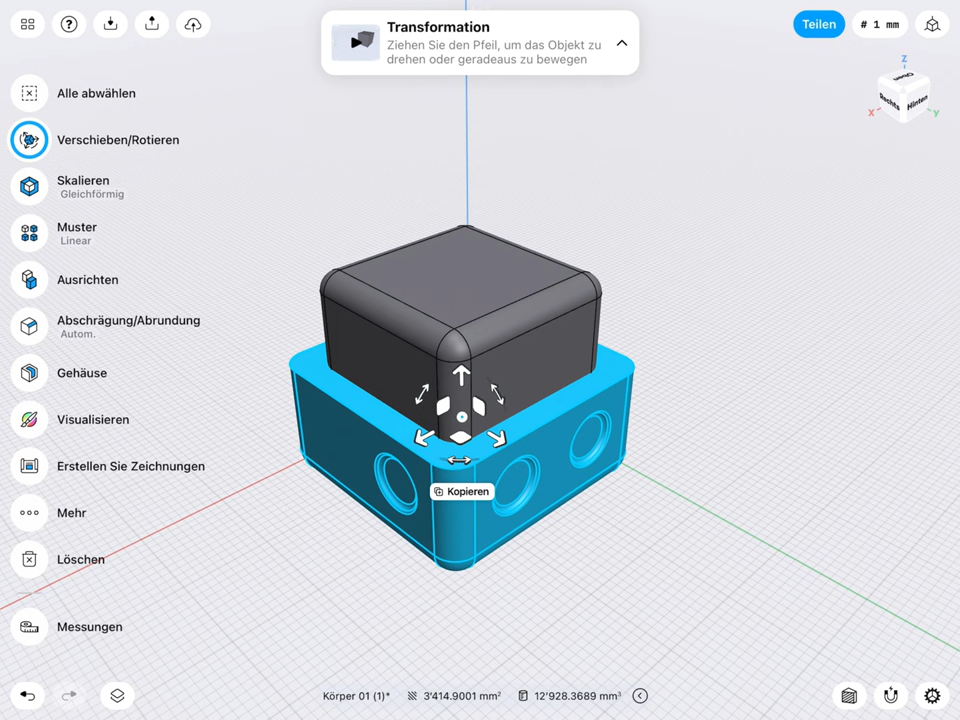 Transformation
Ziehen Sie den Pfeil, um das Objekt zu
drehen oder geradeaus zu bewegen
Teilen
# 1 mm
Z
Oben
Rechts
Hinten
X
Y
Alle abwählen
Verschieben/Rotieren
Skalieren
Gleichförmig
Muster
Linear
Ausrichten
Abschrägung/Abrundung
Autom.
Gehäuse
Visualisieren
Erstellen Sie Zeichnungen
Mehr
Löschen
Messungen
Kopieren
Körper 01 (1)*
3'414.9001 mm²
12'928.3689 mm³